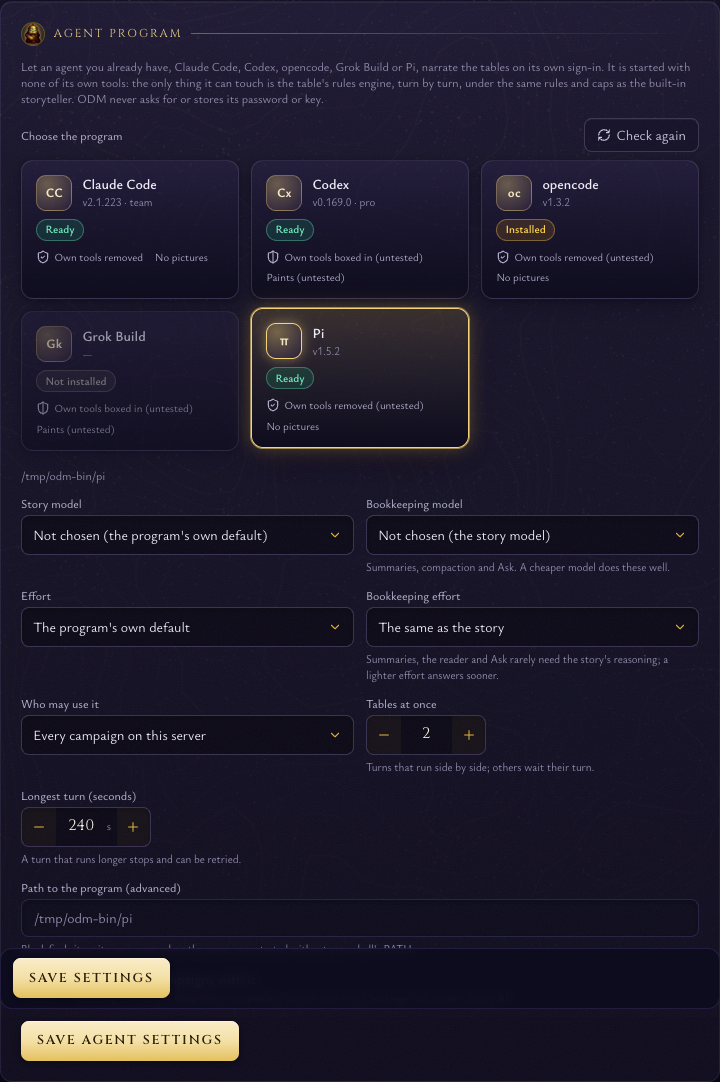 AGENT PROGRAM
Let an agent you already have, Claude Code, Codex, opencode, Grok Build or Pi, narrate the tables on its own sign-in. It is started with
none of its own tools: the only thing it can touch is the table's rules engine, turn by turn, under the same rules and caps as the built-in
storyteller. ODM never asks for or stores its password or key.
Choose the program
Check again
CC
Claude Code
v2.1.223 · team
Ready
Own tools removed No pictures
Cx
Codex
v0.169.0 · pro
Ready
Own tools boxed in (untested)
Paints (untested)
oc
opencode
v1.3.2
Installed
Own tools removed (untested)
No pictures
Gk
Grok Build
—
Not installed
Own tools boxed in (untested)
Paints (untested)
π
Pi
v1.5.2
Ready
Own tools removed (untested)
No pictures
/tmp/odm-bin/pi
Story model
Not chosen (the program's own default)
Bookkeeping model
Not chosen (the story model)
Summaries, compaction and Ask. A cheaper model does these well.
Effort
The program's own default
Bookkeeping effort
The same as the story
Summaries, the reader and Ask rarely need the story's reasoning; a
lighter effort answers sooner.
Who may use it
Every campaign on this server
Tables at once
− 2 +
Turns that run side by side; others wait their turn.
Longest turn (seconds)
− 240 s +
A turn that runs longer stops and can be retried.
Path to the program (advanced)
/tmp/odm-bin/pi
SAVE SETTINGS
SAVE AGENT SETTINGS